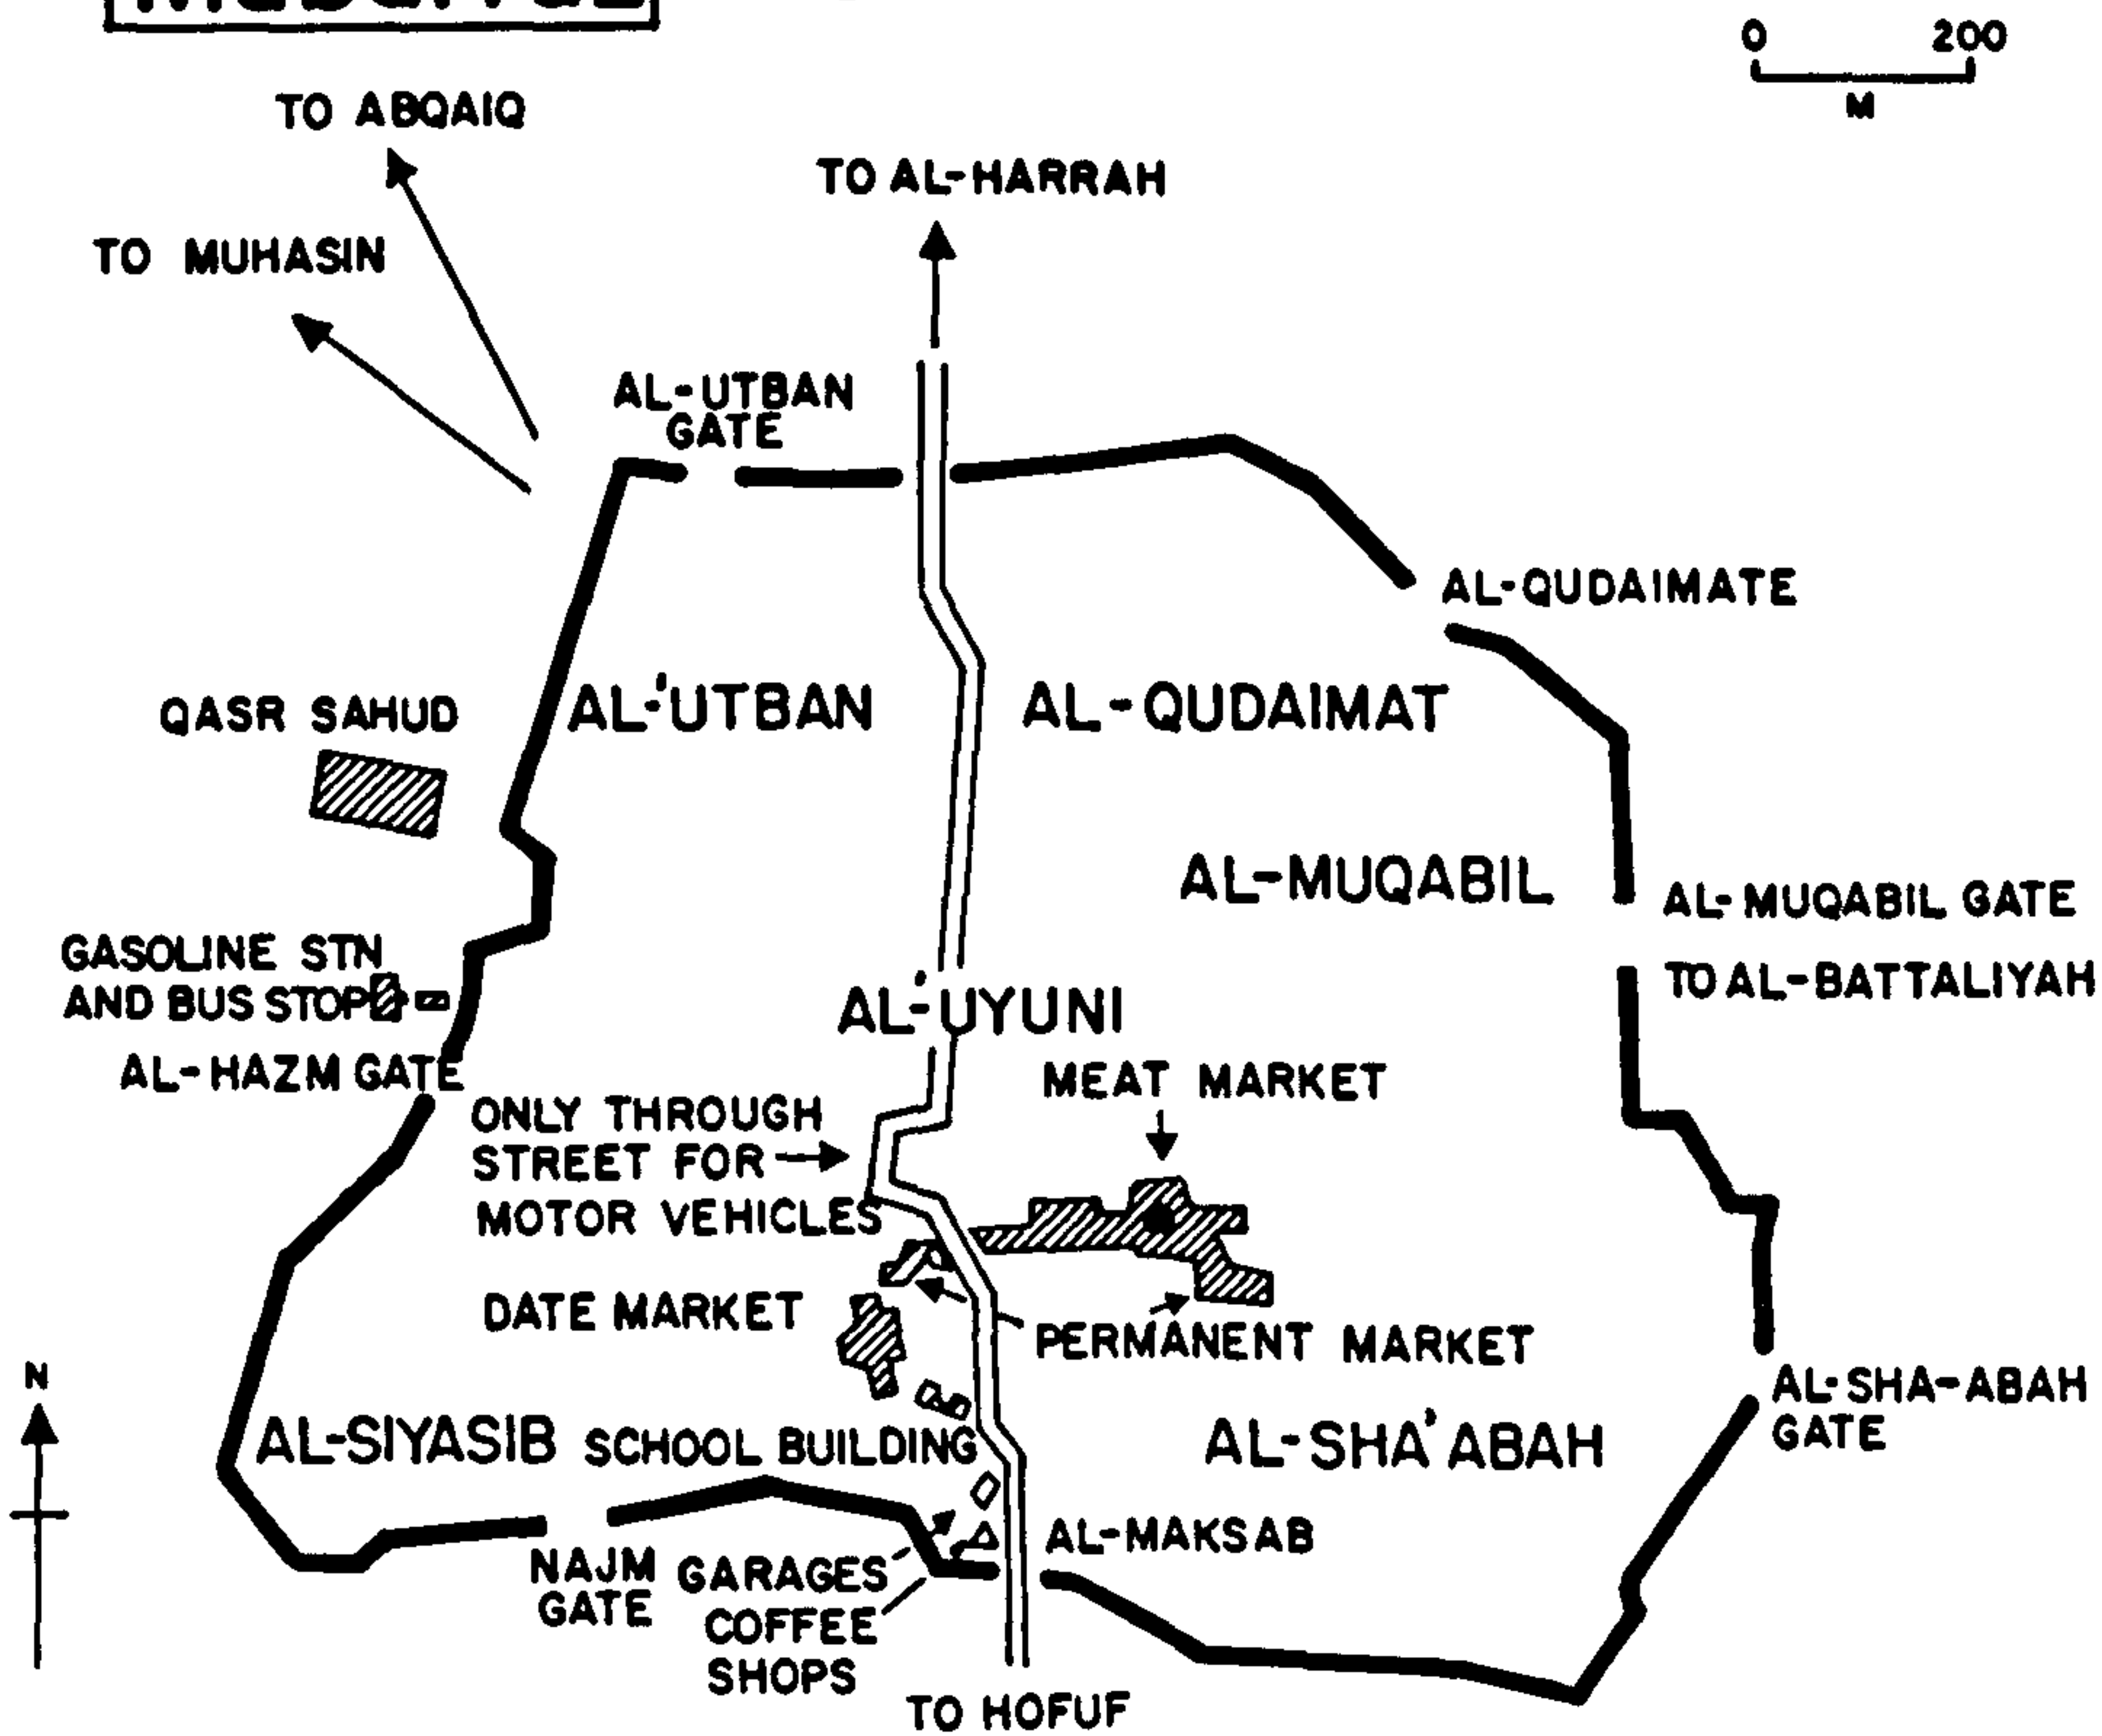 0 200
M
TO ABQAIQ
TO AL-HARRAH
TO MUHASIN
AL-UTBAN
GATE
AL-QUDAIMATE
QASR SAHUD
AL-'UTBAN
AL-QUDAIMAT
AL-MUQABIL
AL-MUQABIL GATE
GASOLINE STN
AND BUS STOP
TO AL-BATTALIYAH
AL-'UYUNI
AL-HAZM GATE
MEAT MARKET
ONLY THROUGH
STREET FOR
MOTOR VEHICLES
DATE MARKET
PERMANENT MARKET
N
AL-SHA-ABAH
GATE
AL-SIYASIB
SCHOOL BUILDING
AL-SHA'ABAH
AL-MAKSAB
NAJM
GATE
GARAGES
COFFEE
SHOPS
TO HOFUF